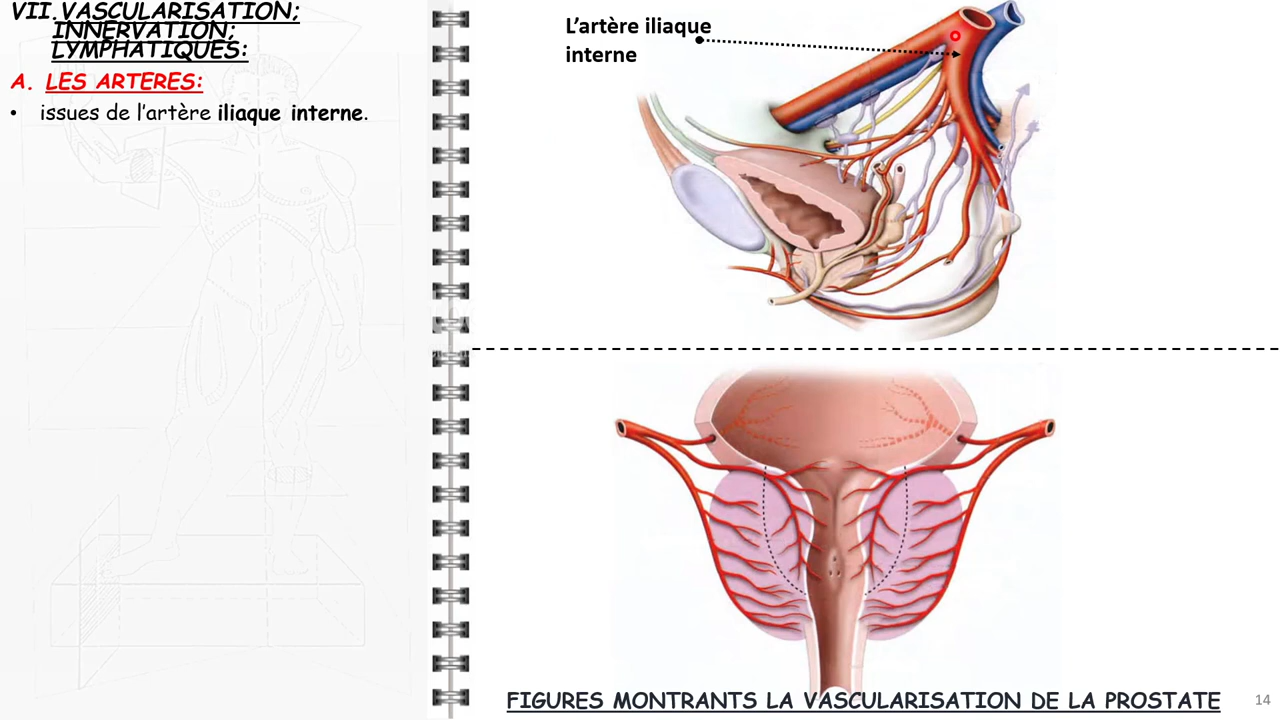 VII. VASCULARISATION;
INNERVATION;
LYMPHATIQUES:
A. LES ARTERES:
• issues de l'artère iliaque interne.
L'artère iliaque
interne
FIGURES MONTRANTS LA VASCULARISATION DE LA PROSTATE
14